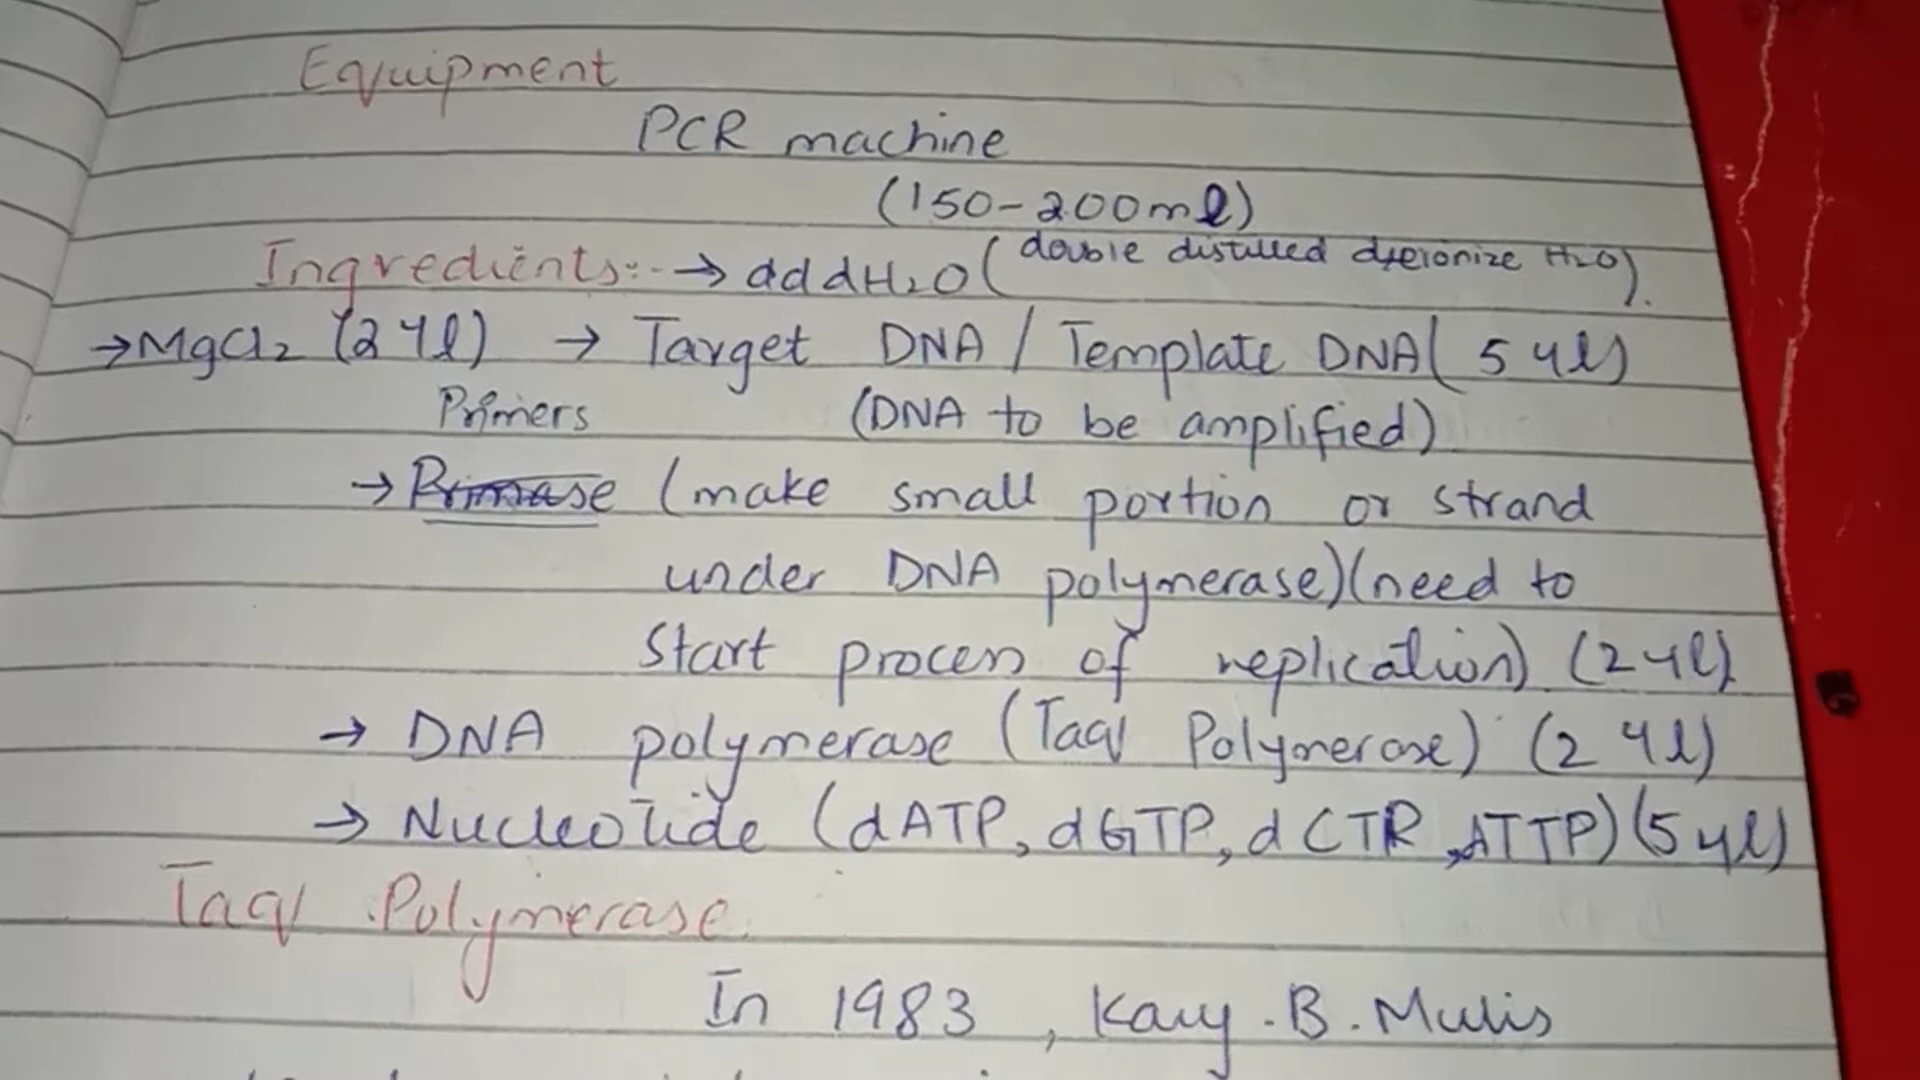 Equipment
PCR machine
(150-200ml)
Ingredients:- → dddH₂O (double distilled deionize H₂O).
→ MgCl₂ (2 μl) → Target DNA / Template DNA ( 5 μl)
Primers (DNA to be amplified)
→ Primase (make small portion or strand
under DNA polymerase)(need to
Start process of replication) (2 μl)
→ DNA polymerase (Taq Polymerase) (2 μl)
→ Nucleotide (dATP, dGTP, dCTP, dTTP) (5 μl)
Taq Polymerase.
In 1983, Kary . B . Mulis